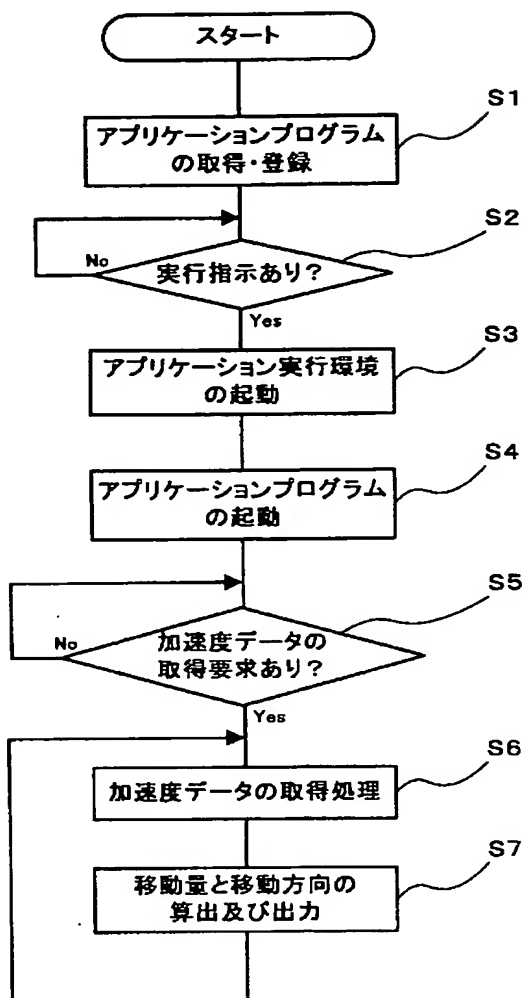 スタート
S1
アプリケーションプログラム
の取得・登録
S2
No
実行指示あり?
Yes
S3
アプリケーション実行環境
の起動
S4
アプリケーションプログラム
の起動
S5
No
加速度データの
取得要求あり?
Yes
S6
加速度データの取得処理
S7
移動量と移動方向の
算出及び出力